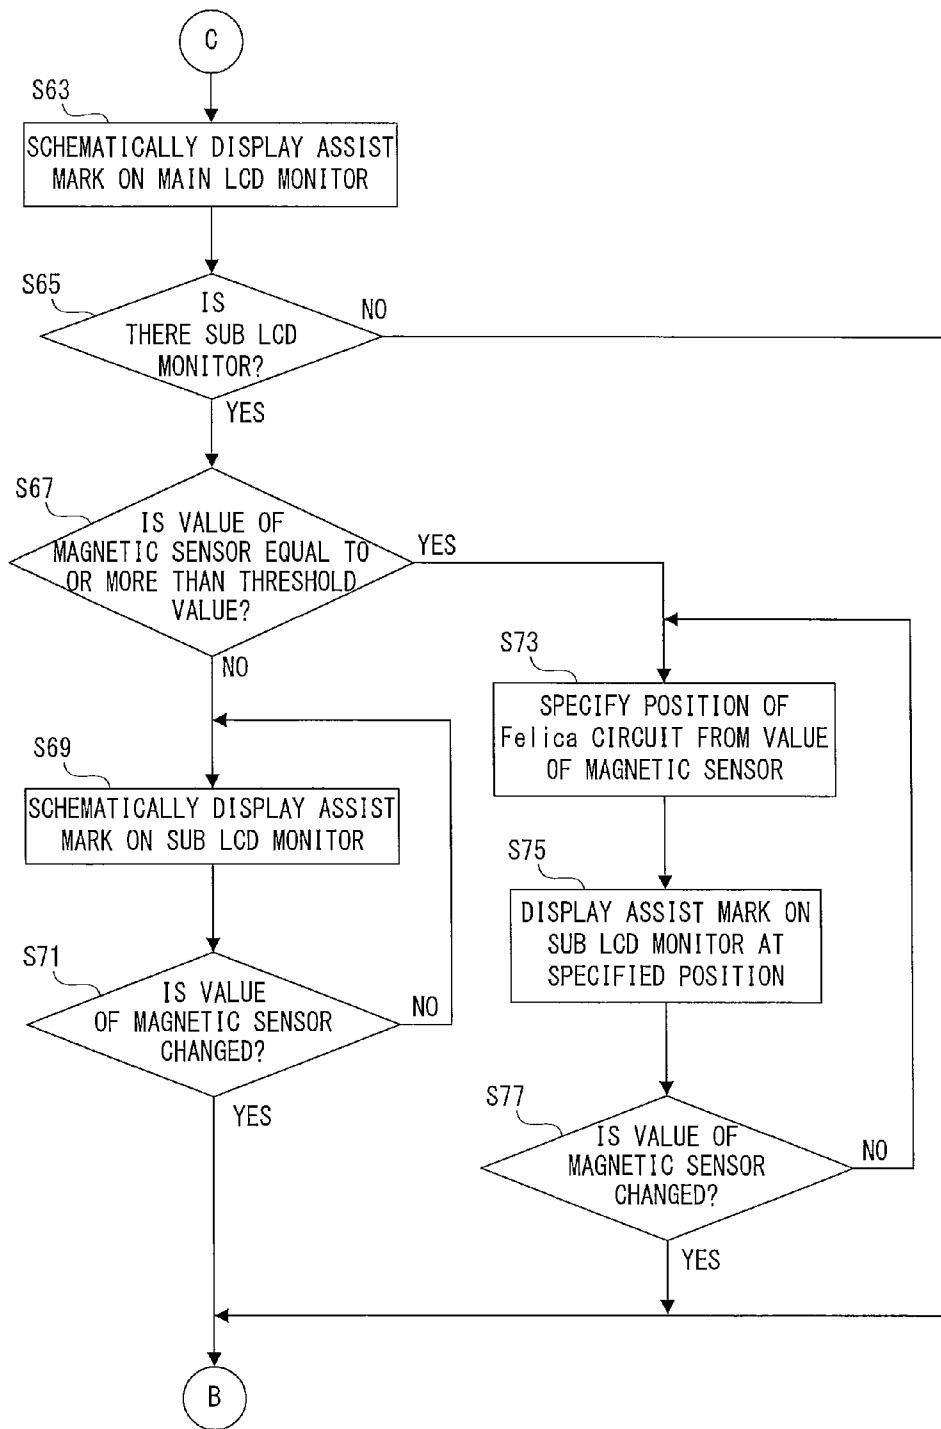 C
S63
SCHEMATICALLY DISPLAY ASSIST
MARK ON MAIN LCD MONITOR
S65
IS
THERE SUB LCD
MONITOR?
NO
YES
S67
IS VALUE OF
MAGNETIC SENSOR EQUAL TO
OR MORE THAN THRESHOLD
VALUE?
YES
NO
S73
SPECIFY POSITION OF
Felica CIRCUIT FROM VALUE
OF MAGNETIC SENSOR
S69
SCHEMATICALLY DISPLAY ASSIST
MARK ON SUB LCD MONITOR
S75
DISPLAY ASSIST MARK ON
SUB LCD MONITOR AT
SPECIFIED POSITION
S71
IS VALUE
OF MAGNETIC SENSOR
CHANGED?
NO
YES
S77
IS VALUE OF
MAGNETIC SENSOR
CHANGED?
NO
YES
B